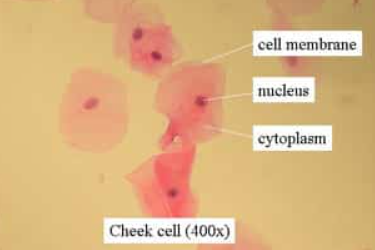 cell membrane
nucleus
cytoplasm
Cheek cell (400x)